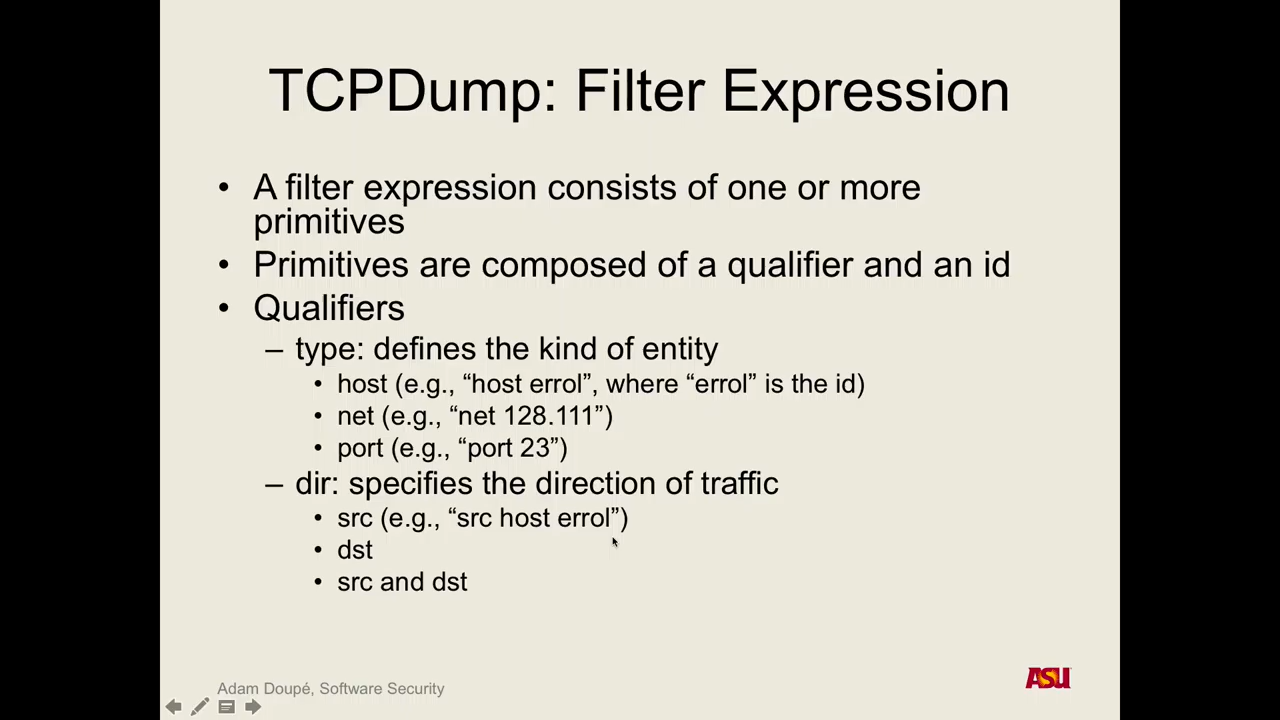 TCPDump: Filter Expression
• A filter expression consists of one or more
primitives
• Primitives are composed of a qualifier and an id
• Qualifiers
– type: defines the kind of entity
• host (e.g., “host errol”, where “errol” is the id)
• net (e.g., “net 128.111”)
• port (e.g., “port 23”)
– dir: specifies the direction of traffic
• src (e.g., “src host errol”)
• dst
• src and dst
Adam Doupé, Software Security
ASU